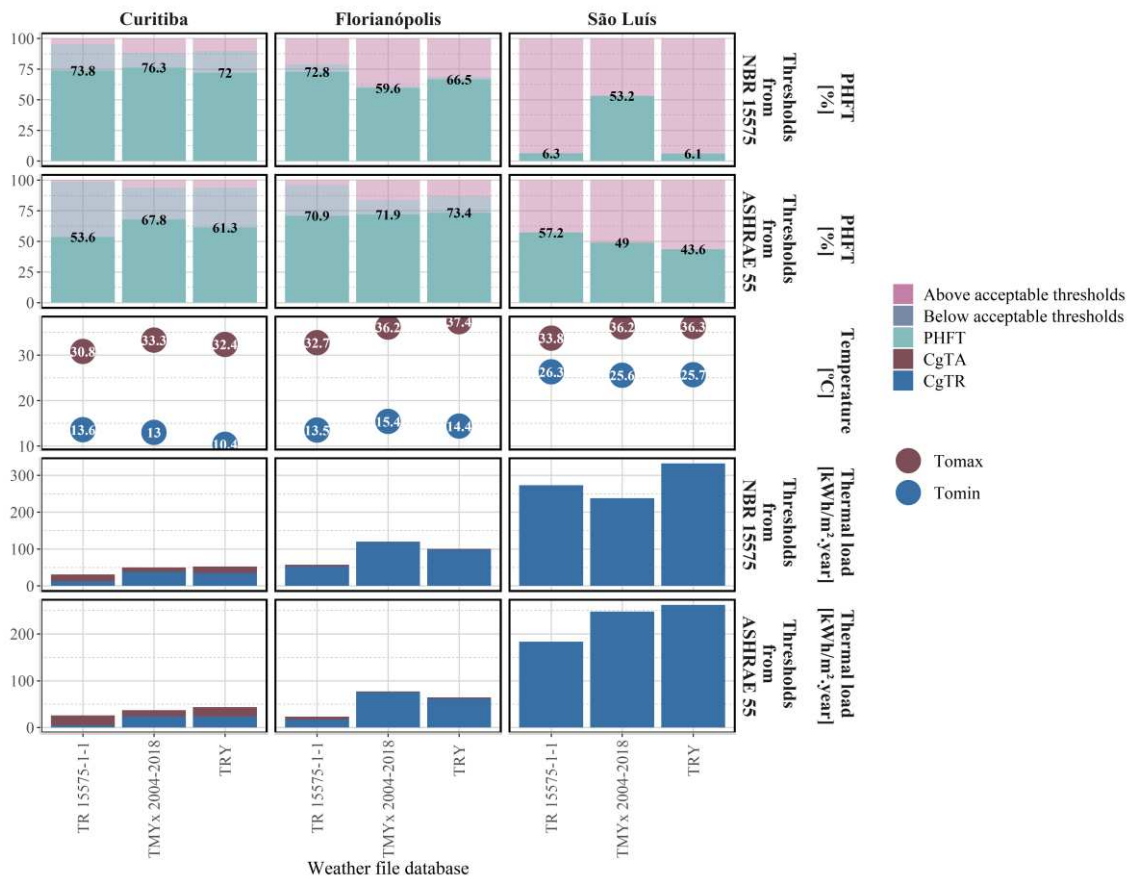 Curitiba Florianópolis São Luís
100
75
50
25
0
73.8 76.3 72
72.8 59.6 66.5
6.3 53.2 6.1
Thresholds
from
NBR 15575
PHFT
[%]
100
75
50
25
0
53.6 67.8 61.3
70.9 71.9 73.4
57.2 49 43.6
Thresholds
from
ASHRAE 55
PHFT
[%]
30
20
10
30.8 33.3 32.4
13.6 13 10.4
32.7 36.2 37.4
13.5 15.4 14.4
33.8 36.2 36.3
26.3 25.6 25.7
Temperature
[ºC]
300
200
100
0
Thresholds
from
NBR 15575
Thermal load
[kWh/m².year]
200
100
0
Thresholds
from
ASHRAE 55
Thermal load
[kWh/m².year]
TR 15575-1-1 TMYx 2004-2018 TRY
TR 15575-1-1 TMYx 2004-2018 TRY
TR 15575-1-1 TMYx 2004-2018 TRY
Weather file database
Above acceptable thresholds
Below acceptable thresholds
PHFT
CgTA
CgTR
Tomax
Tomin